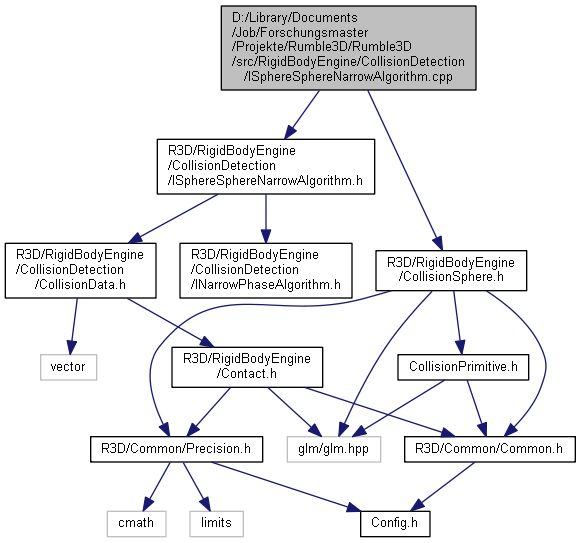 D:/Library/Documents
/Job/Forschungsmaster
/Projekte/Rumble3D/Rumble3D
/src/RigidBodyEngine/CollisionDetection
/ISphereSphereNarrowAlgorithm.cpp
R3D/RigidBodyEngine
/CollisionDetection
/ISphereSphereNarrowAlgorithm.h
R3D/RigidBodyEngine
/CollisionDetection
/CollisionData.h
R3D/RigidBodyEngine
/CollisionDetection
/INarrowPhaseAlgorithm.h
R3D/RigidBodyEngine
/CollisionSphere.h
vector
R3D/RigidBodyEngine
/Contact.h
CollisionPrimitive.h
R3D/Common/Precision.h
glm/glm.hpp
R3D/Common/Common.h
cmath
limits
Config.h